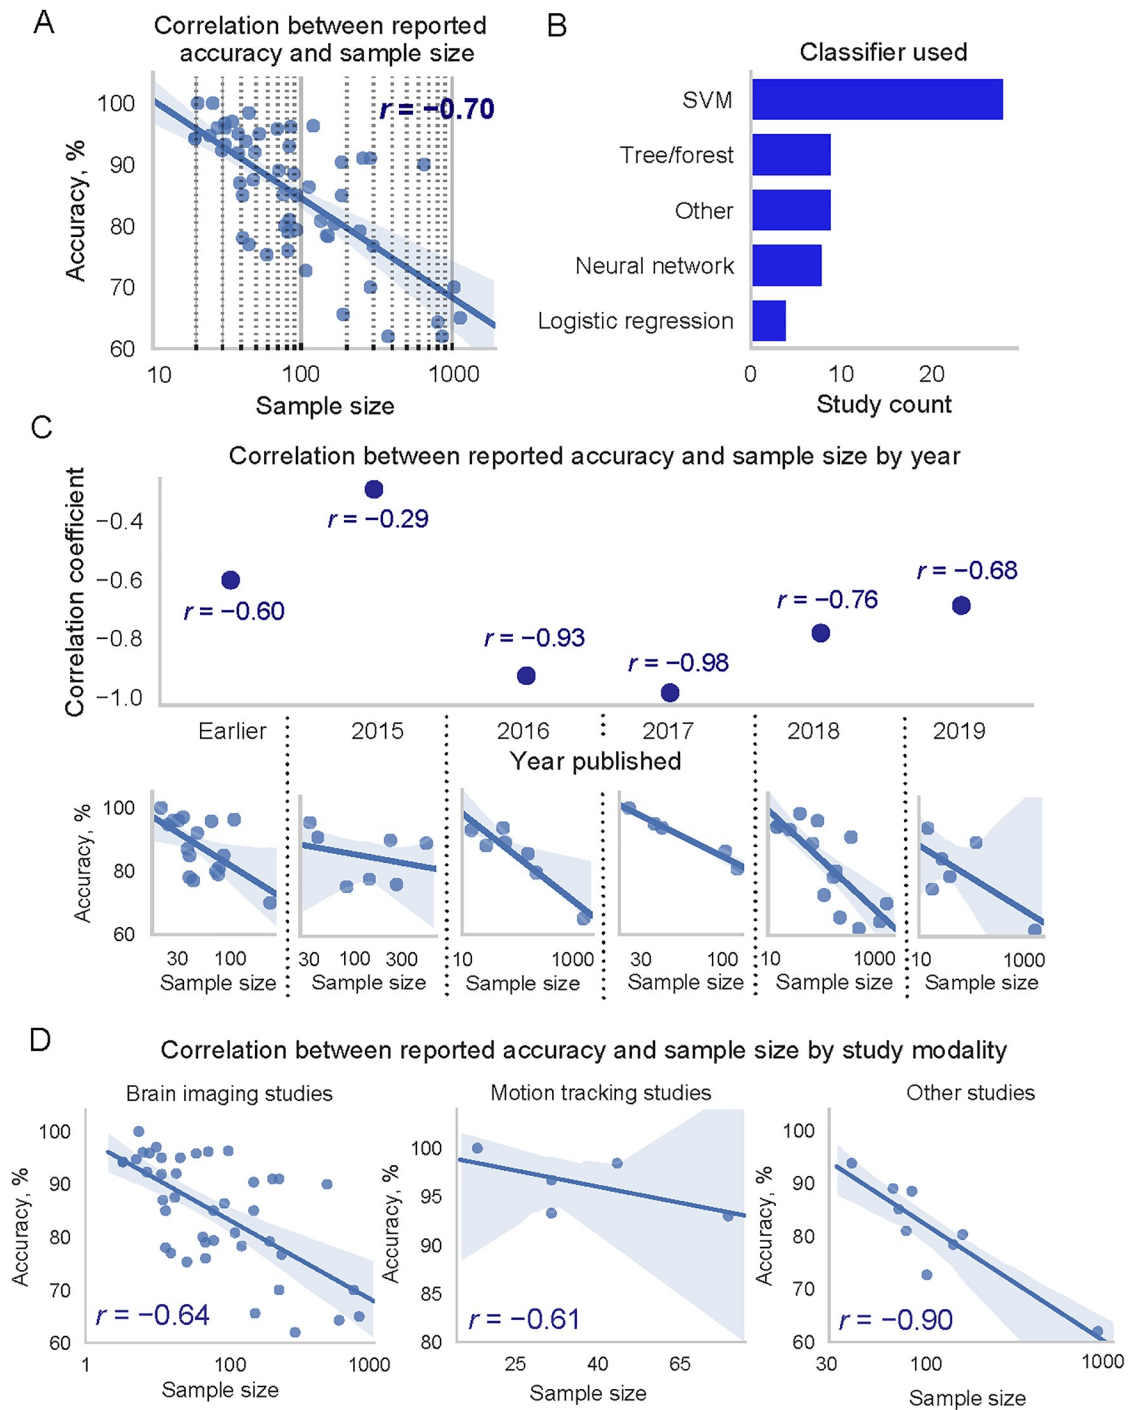 A
Correlation between reported
accuracy and sample size
r = −0.70
Accuracy, %
100
90
80
70
60
10
100
1000
Sample size
B
Classifier used
SVM
Tree/forest
Other
Neural network
Logistic regression
0
10
20
Study count
C
Correlation between reported accuracy and sample size by year
Correlation coefficient
−0.4
−0.6
−0.8
−1.0
r = −0.60
r = −0.29
r = −0.93
r = −0.98
r = −0.76
r = −0.68
Earlier
2015
2016
2017
2018
2019
Year published
Accuracy, %
100
80
60
30
100
Sample size
30
100
300
Sample size
10
1000
Sample size
30
100
Sample size
10
1000
Sample size
10
1000
Sample size
D
Correlation between reported accuracy and sample size by study modality
Brain imaging studies
Accuracy, %
100
90
80
70
60
r = −0.64
1
100
1000
Sample size
Motion tracking studies
Accuracy, %
100
95
90
85
80
r = −0.61
25
40
65
Sample size
Other studies
Accuracy, %
100
90
80
70
60
r = −0.90
30
100
1000
Sample size